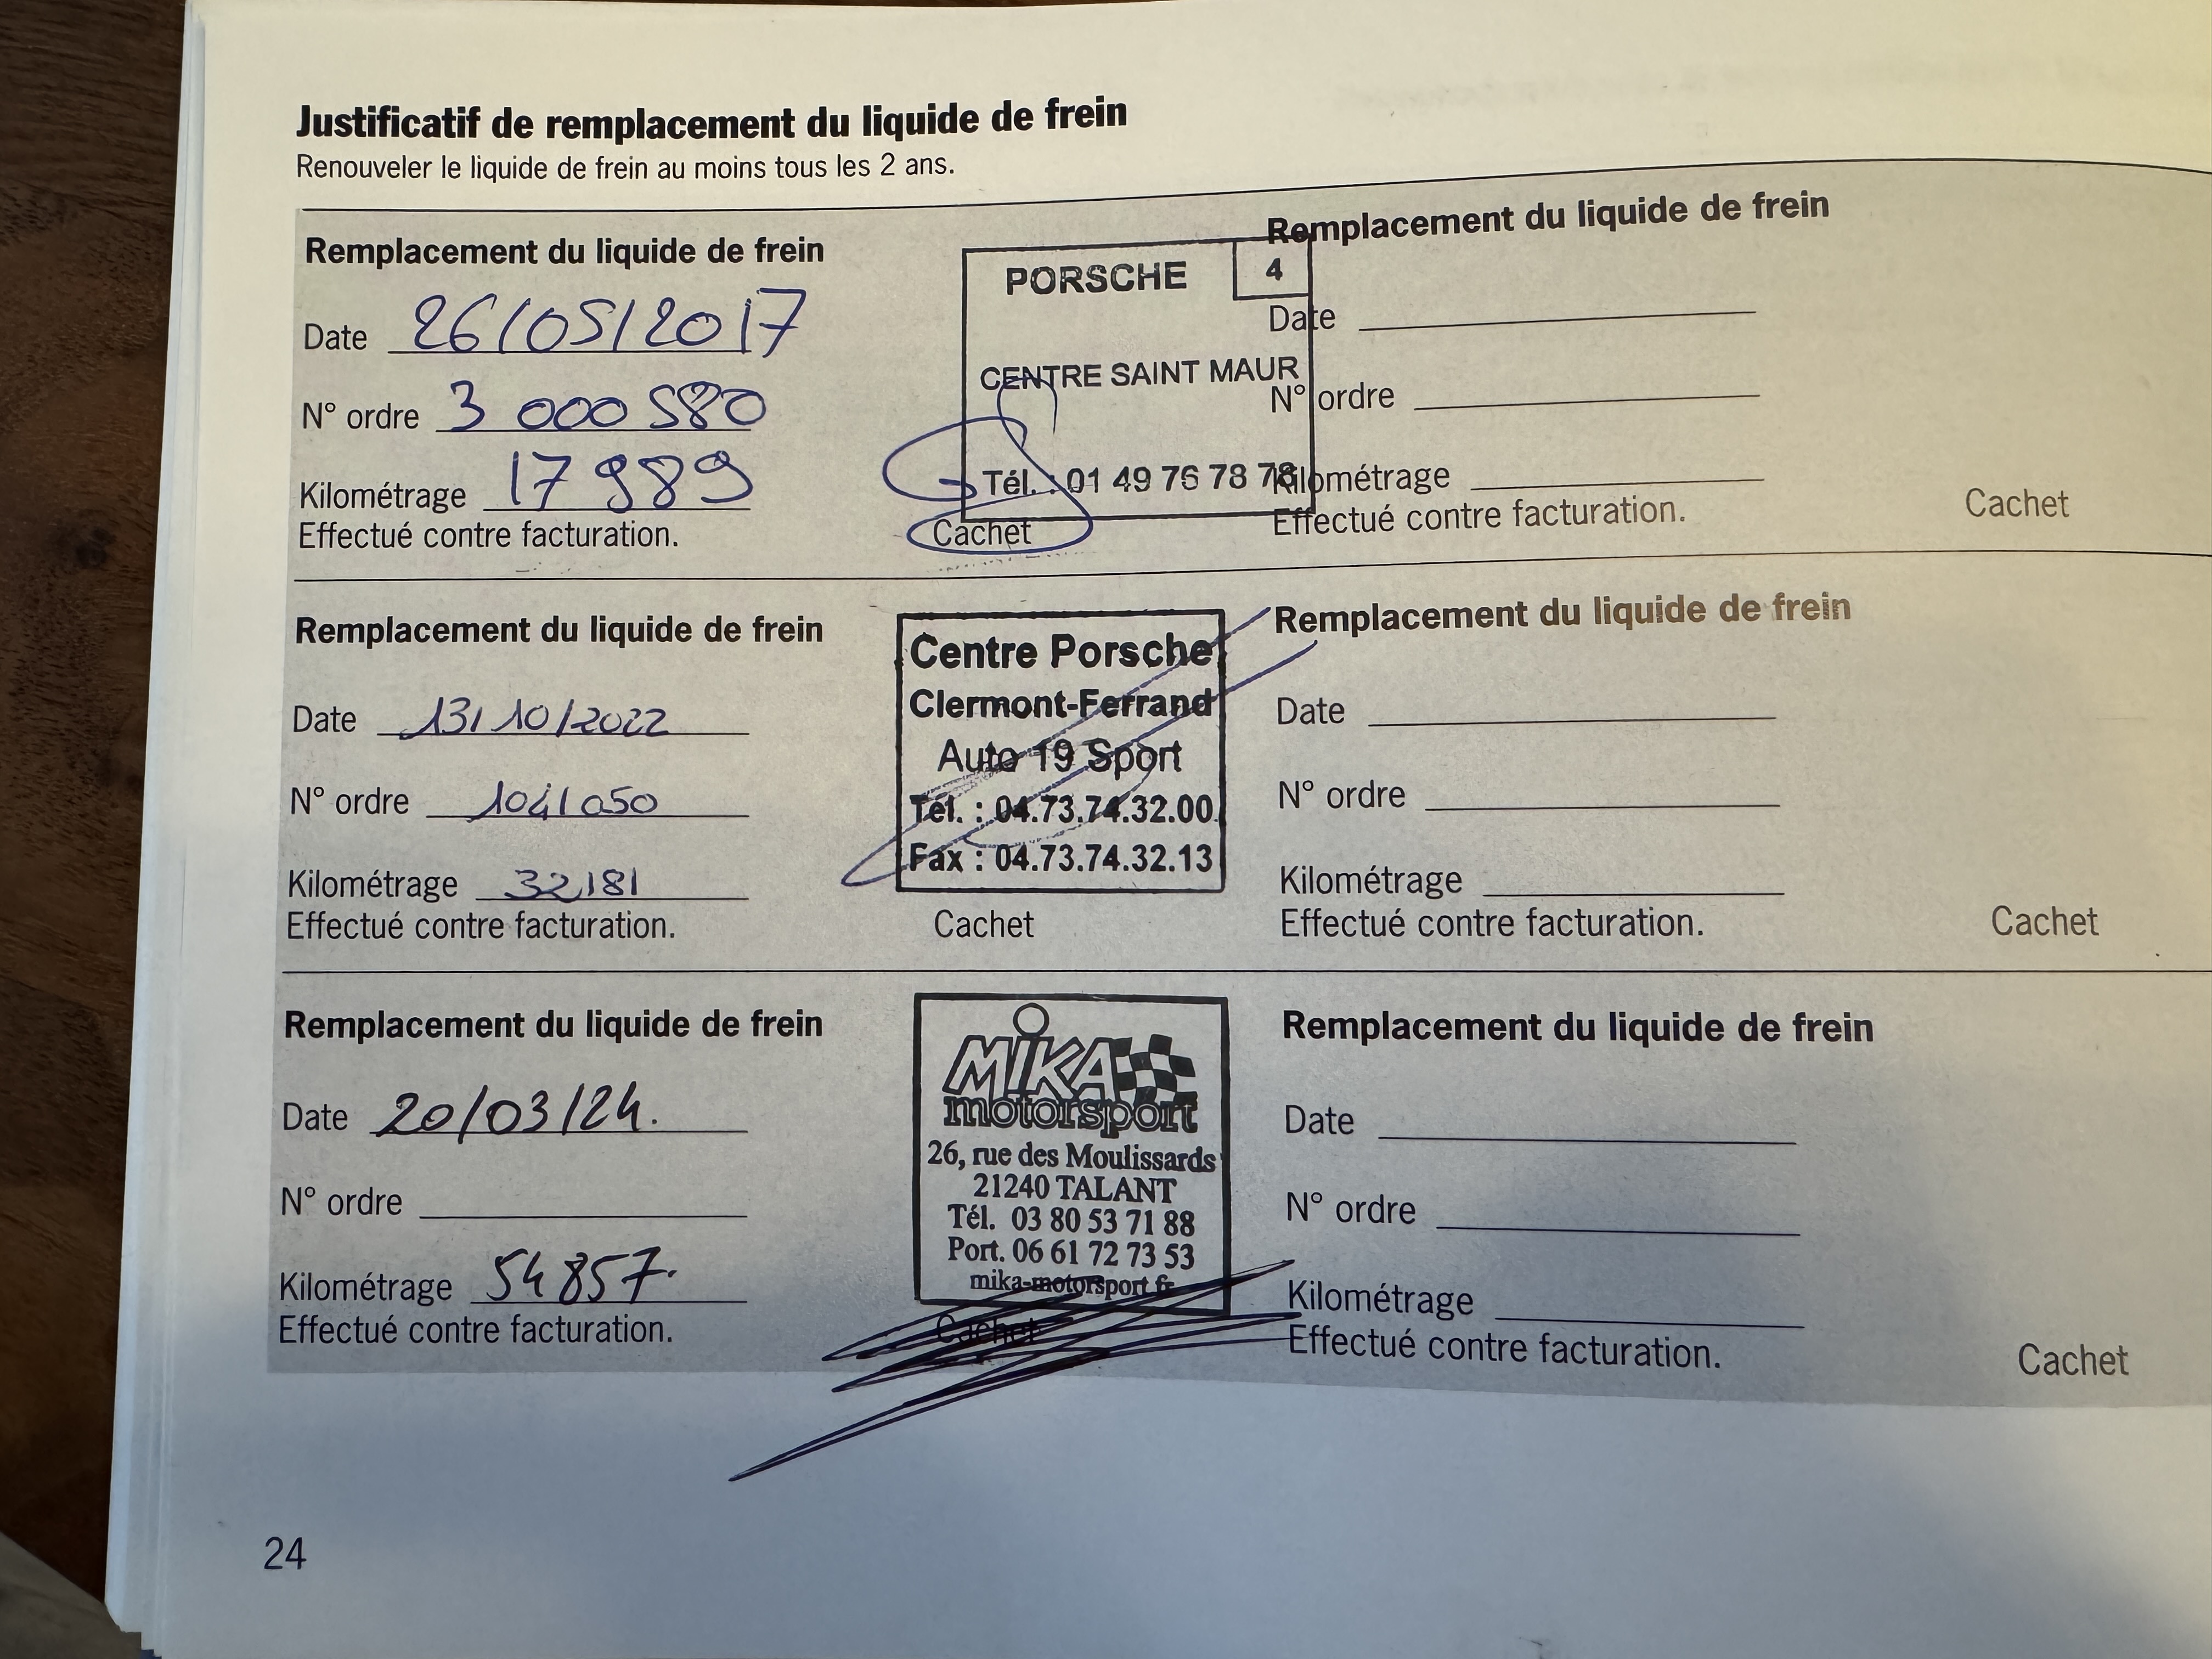 Justificatif de remplacement du liquide de frein
Renouveler le liquide de frein au moins tous les 2 ans.
Remplacement du liquide de frein
Date 26/05/2017
N° ordre 3 000 580
Kilométrage 17 989
Effectué contre facturation.
PORSCHE 4
CENTRE SAINT MAUR
Tél. : 01 49 76 78 78
Cachet
Remplacement du liquide de frein
Date
N° ordre
Kilométrage
Effectué contre facturation.
Cachet
Remplacement du liquide de frein
Date 13/10/2022
N° ordre 1041050
Kilométrage 32181
Effectué contre facturation.
Centre Porsche
Clermont-Ferrand
Auto 19 Sport
Tél. : 04.73.74.32.00
Fax : 04.73.74.32.13
Cachet
Remplacement du liquide de frein
Date
N° ordre
Kilométrage
Effectué contre facturation.
Cachet
Remplacement du liquide de frein
Date 20/03/24.
N° ordre
Kilométrage 54 857.
Effectué contre facturation.
MiKA
motorsport
26, rue des Moulissards
21240 TALANT
Tél. 03 80 53 71 88
Port. 06 61 72 73 53
mika-motorsport.fr
Cachet
Remplacement du liquide de frein
Date
N° ordre
Kilométrage
Effectué contre facturation.
Cachet
24